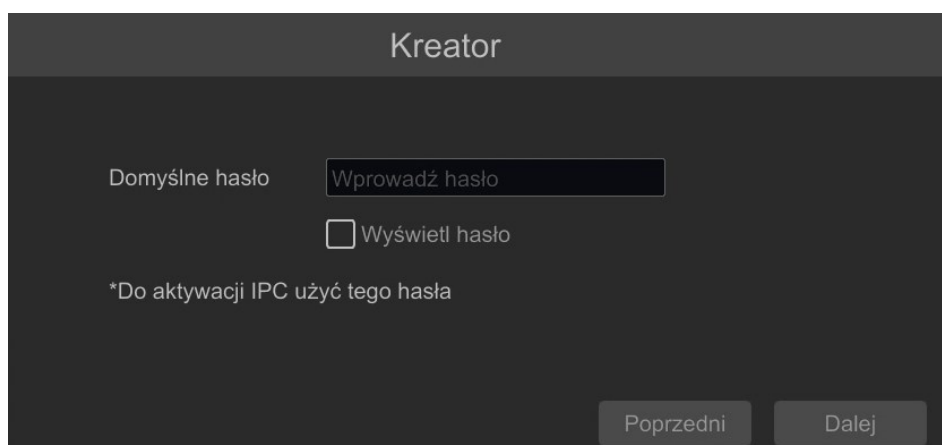 Kreator
Domyślne hasło Wprowadź hasło
Wyświetl hasło
*Do aktywacji IPC użyć tego hasła
Poprzedni Dalej